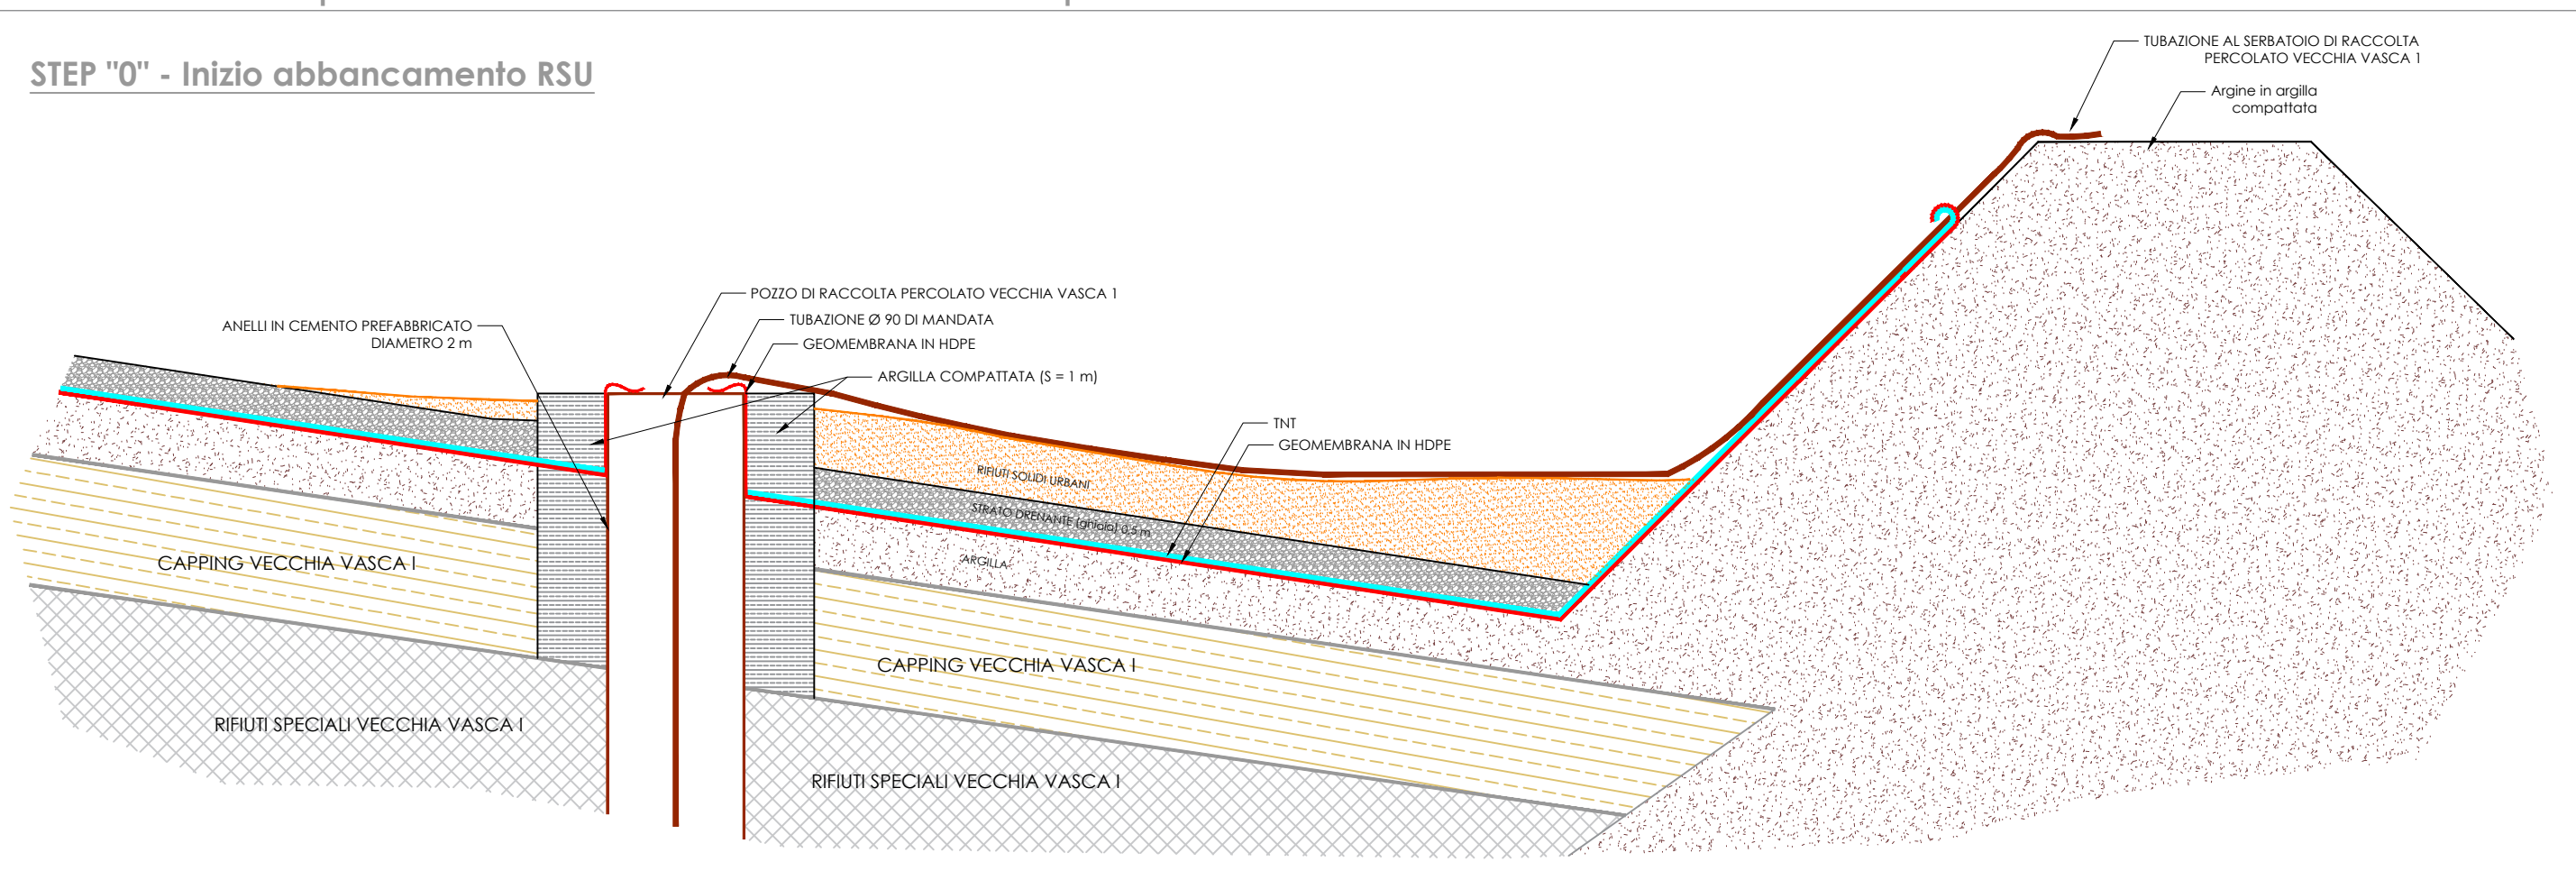 STEP "0" - Inizio abbancamento RSU
TUBAZIONE AL SERBATOIO DI RACCOLTA
PERCOLATO VECCHIA VASCA 1
Argine in argilla
compattata
POZZO DI RACCOLTA PERCOLATO VECCHIA VASCA 1
TUBAZIONE Ø 90 DI MANDATA
GEOMEMBRANA IN HDPE
ARGILLA COMPATTATA (S = 1 m)
ANELLI IN CEMENTO PREFABBRICATO
DIAMETRO 2 m
TNT
GEOMEMBRANA IN HDPE
RIFIUTI SOLIDI URBANI
STRATO DRENANTE (ghiaia) 0,5 m
ARGILLA
CAPPING VECCHIA VASCA I
CAPPING VECCHIA VASCA I
RIFIUTI SPECIALI VECCHIA VASCA I
RIFIUTI SPECIALI VECCHIA VASCA I